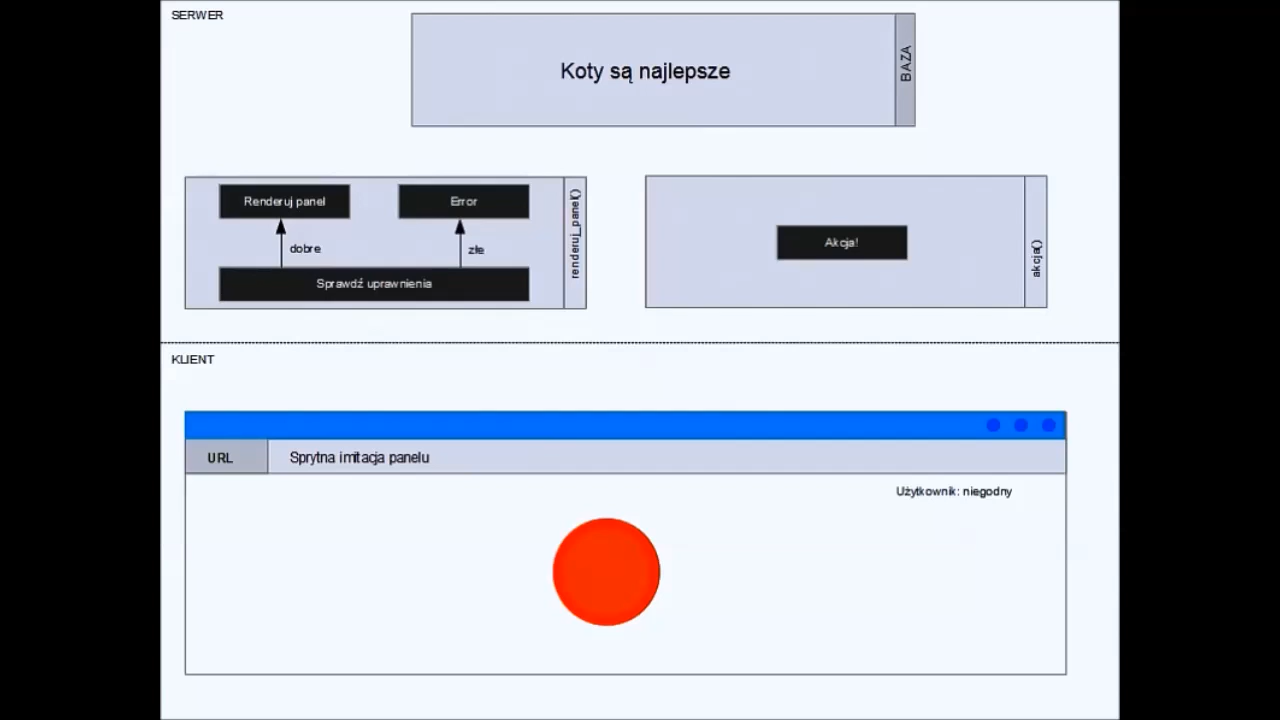 SERWER
Koty są najlepsze
BAZA
Renderuj panel
Error
dobre
złe
Sprawdź uprawnienia
renderuj_panel()
Akcja!
akcja()
KLIENT
URL
Sprytna imitacja panelu
Użytkownik: niegodny